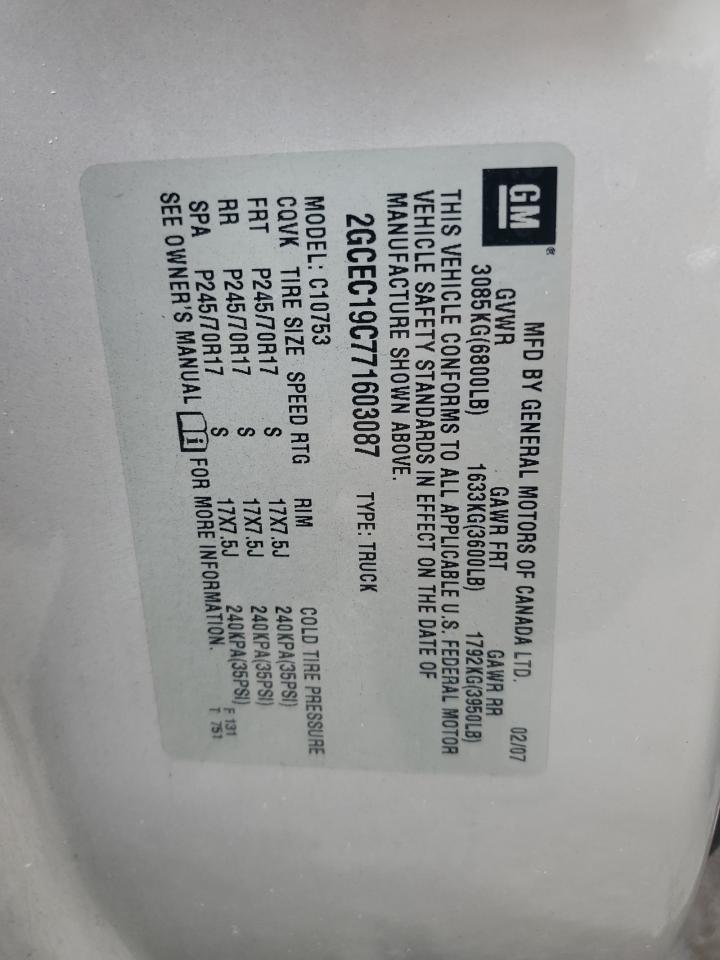 GM®
MFD BY GENERAL MOTORS OF CANADA LTD. 02/07
GVWR GAWR FRT GAWR RR
3085KG(6800LB) 1633KG(3600LB) 1792KG(3950LB)
THIS VEHICLE CONFORMS TO ALL APPLICABLE U.S. FEDERAL MOTOR
VEHICLE SAFETY STANDARDS IN EFFECT ON THE DATE OF
MANUFACTURE SHOWN ABOVE.
2GCEC19C771603087 TYPE: TRUCK
MODEL: C10753
CQVK TIRE SIZE SPEED RTG RIM COLD TIRE PRESSURE
FRT P245/70R17 S 17X7.5J 240KPA(35PSI)
RR P245/70R17 S 17X7.5J 240KPA(35PSI)
SPA P245/70R17 S 17X7.5J 240KPA(35PSI)
SEE OWNER'S MANUAL i FOR MORE INFORMATION.
F 131
T 751